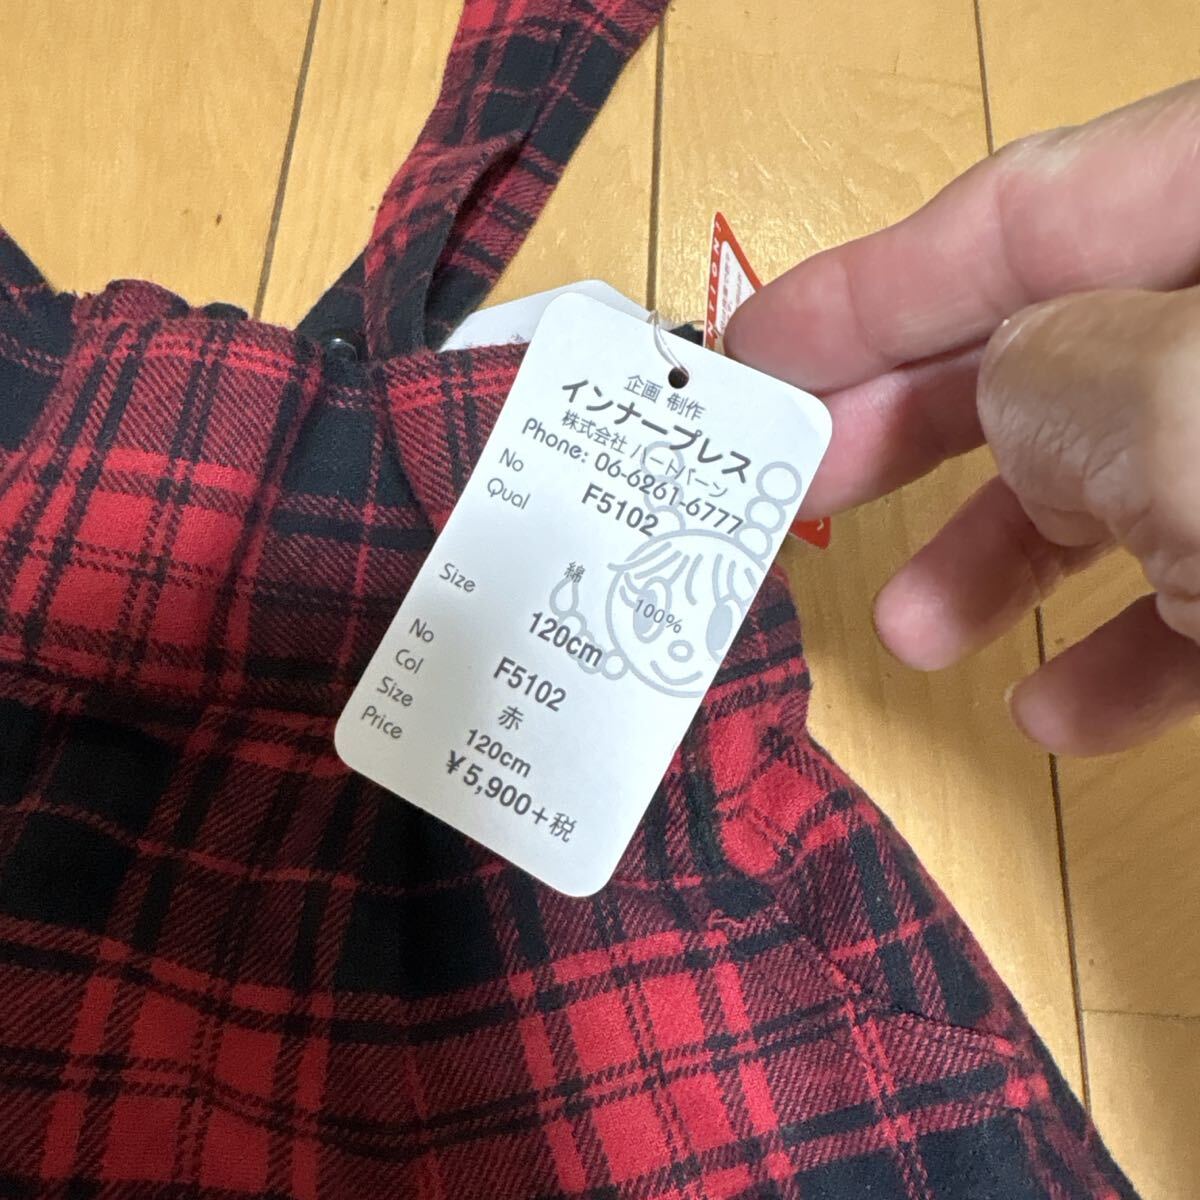 企画 制作
インナープレス
株式会社 ハートバーン
Phone: 06-6261-6777
No F5102
Qual
綿 100%
Size 120cm
No F5102
Col 赤
Size 120cm
Price ¥5,900+税